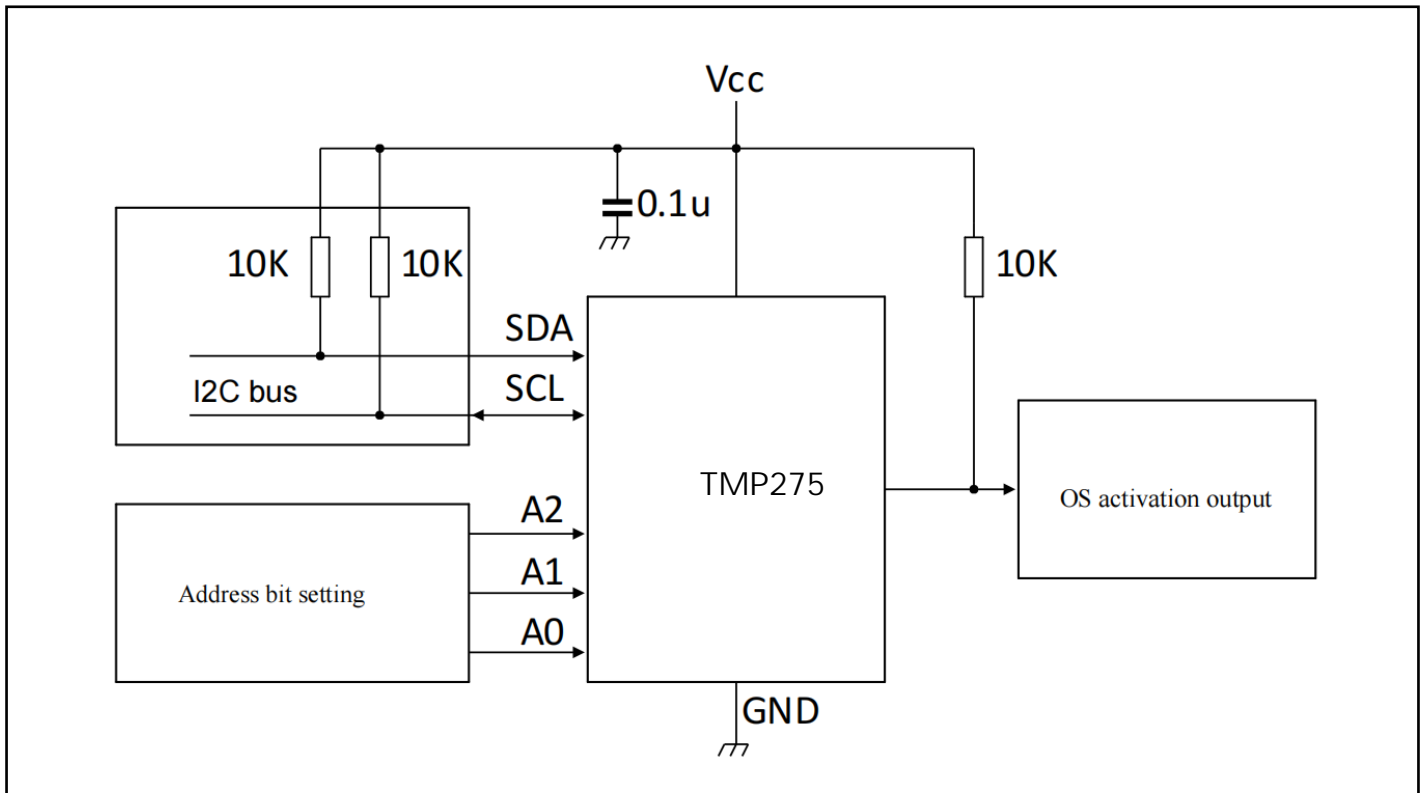 Vcc
0.1u
10K
10K
10K
SDA
I2C bus
SCL
TMP275
OS activation output
A2
Address bit setting
A1
A0
GND